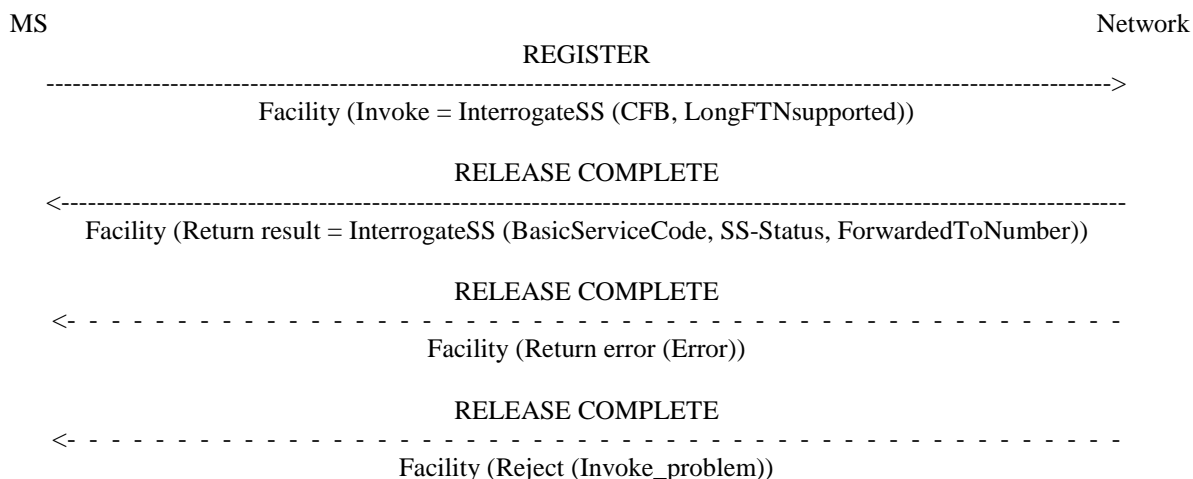 MS Network
REGISTER
Facility (Invoke = InterrogateSS (CFB, LongFTNsupported))
RELEASE COMPLETE
Facility (Return result = InterrogateSS (BasicServiceCode, SS-Status, ForwardedToNumber))
RELEASE COMPLETE
Facility (Return error (Error))
RELEASE COMPLETE
Facility (Reject (Invoke_problem))